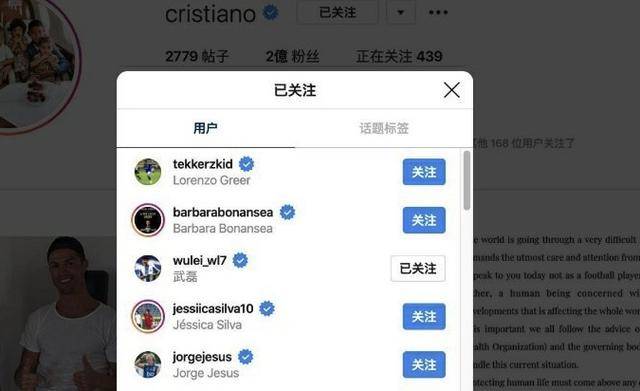 cristiano 已关注
2779 帖子 2億 粉丝 正在关注 439
已关注
用户 话题标签
他 168 位用户关注了
tekkerzkid 关注
Lorenzo Greer
barbarabonansea 关注
Barbara Bonansea
wulei_wl7 已关注
武磊
jessiicasilva10 关注
Jéssica Silva
jorgejesus 关注
Jorge Jesus
e world is going through a very difficult
mands the utmost care and attention from
peak to you today not as a football player
ther, a human being concerned wi
velopments that is affecting the whole wor
is important we all follow the advice o
ealth Organization) and the governing bod
ndle this current situation.
otecting human life must come above any